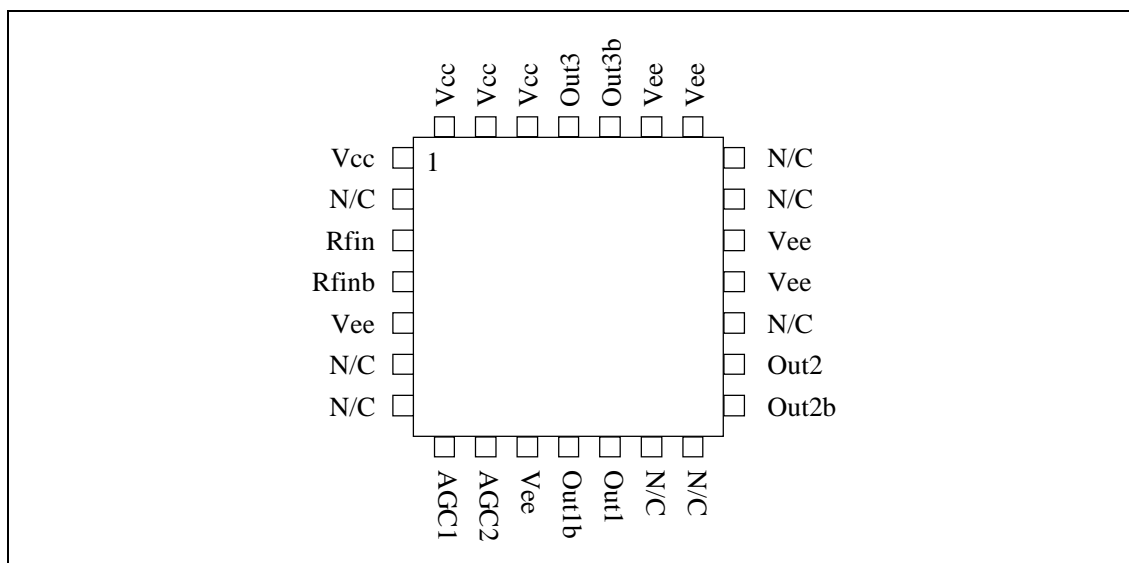 Vcc
Vcc
Vcc
Out3
Out3b
Vee
Vee
1
Vcc
N/C
Rfin
Rfinb
Vee
N/C
N/C
N/C
N/C
Vee
Vee
N/C
Out2
Out2b
AGC1
AGC2
Vee
Out1b
Out1
N/C
N/C